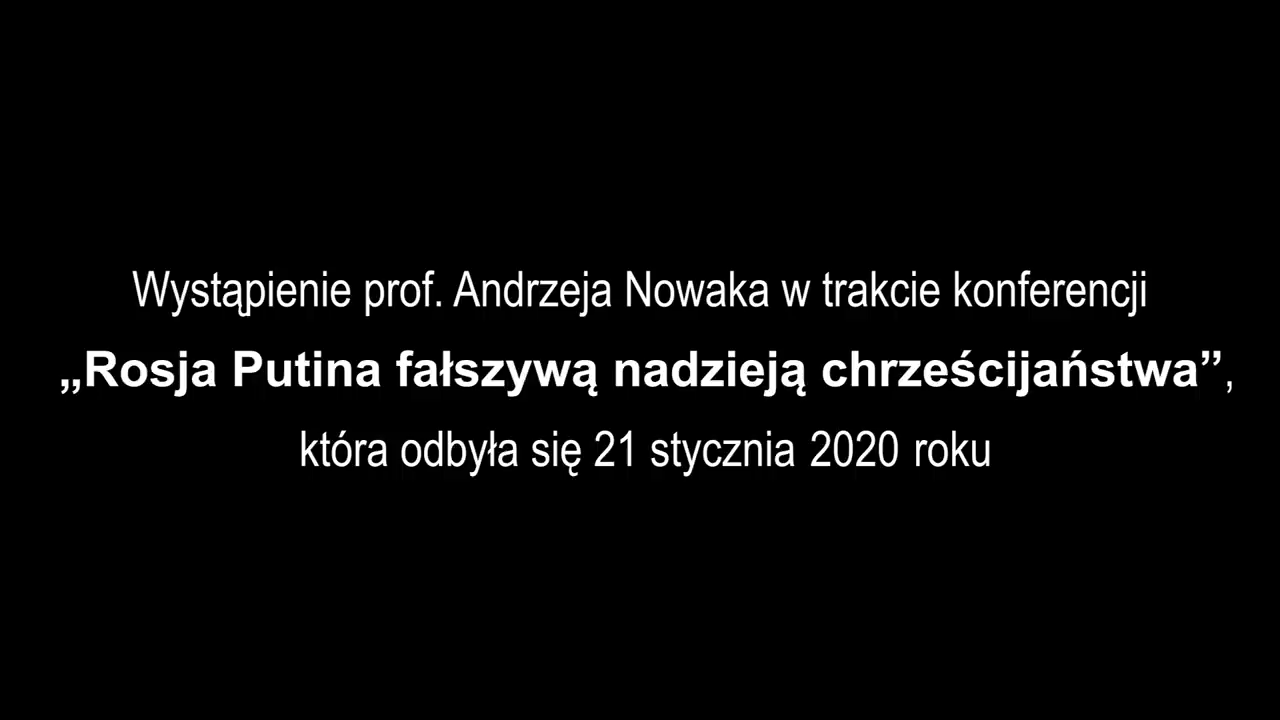 Wystąpienie prof. Andrzeja Nowaka w trakcie konferencji
„Rosja Putina fałszywą nadzieją chrześcijaństwa”,
która odbyła się 21 stycznia 2020 roku